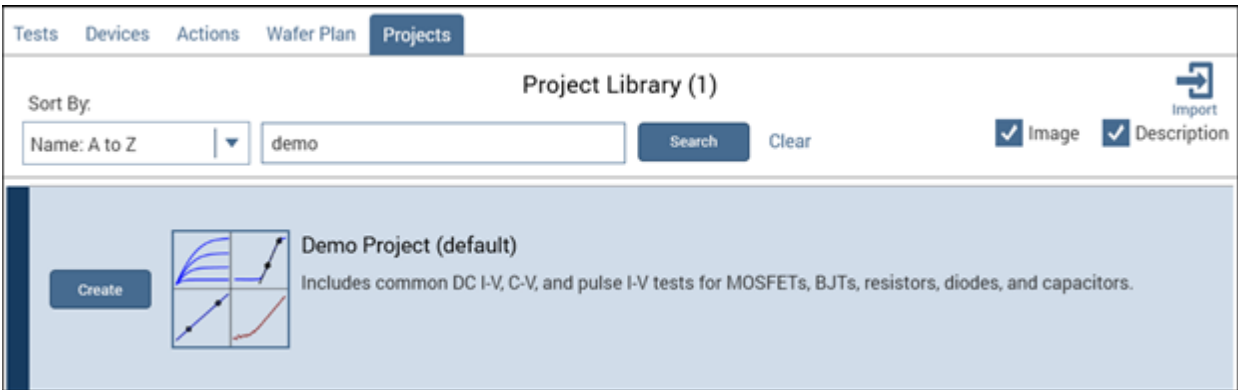 Tests Devices Actions Wafer Plan Projects
Project Library (1)
Import
Sort By:
Name: A to Z demo Search Clear Image Description
Demo Project (default)
Create
Includes common DC I-V, C-V, and pulse I-V tests for MOSFETs, BJTs, resistors, diodes, and capacitors.